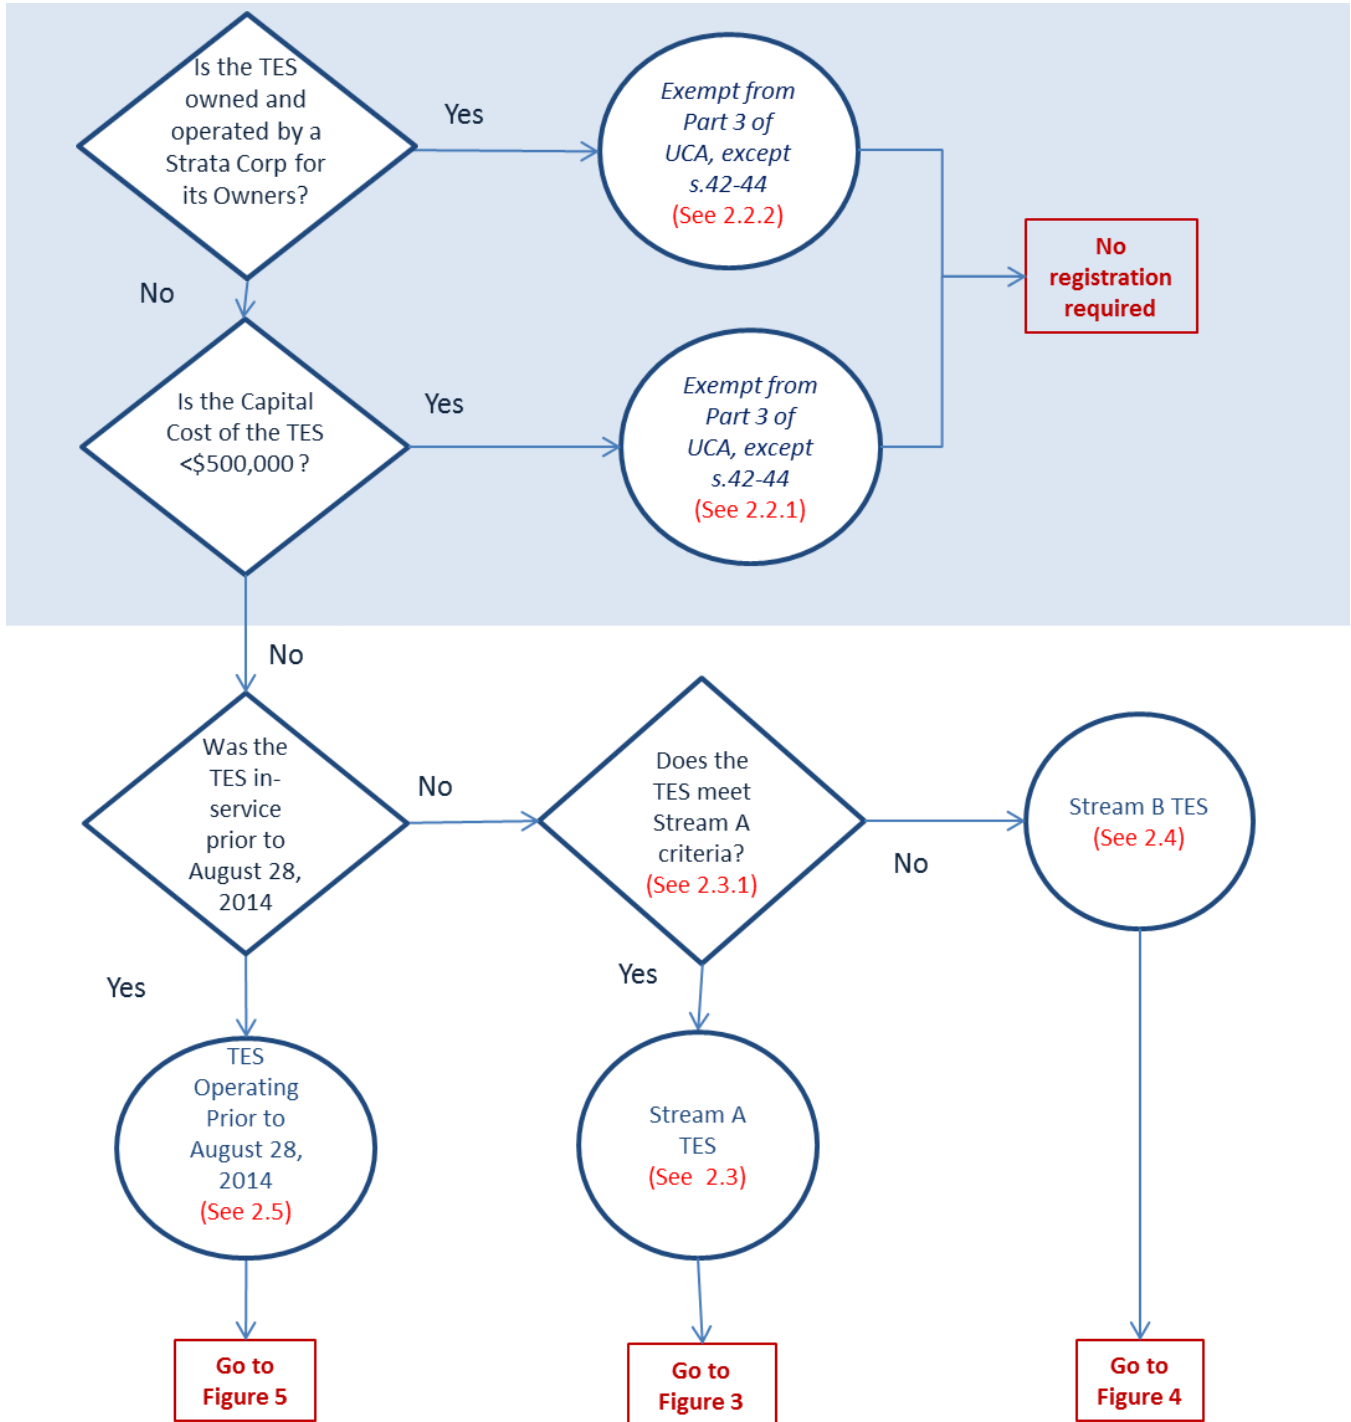 Is the TES
owned and
operated by a
Strata Corp for
its Owners?
Yes
Exempt from
Part 3 of
UCA, except
s.42-44
(See 2.2.2)
No
registration
required
No
Is the Capital
Cost of the TES
<$500,000 ?
Yes
Exempt from
Part 3 of
UCA, except
s.42-44
(See 2.2.1)
No
Was the
TES in-
service
prior to
August 28,
2014
No
Does the
TES meet
Stream A
criteria?
(See 2.3.1)
No
Stream B TES
(See 2.4)
Yes
Yes
TES
Operating
Prior to
August 28,
2014
(See 2.5)
Stream A
TES
(See  2.3)
Go to
Figure 5
Go to
Figure 3
Go to
Figure 4